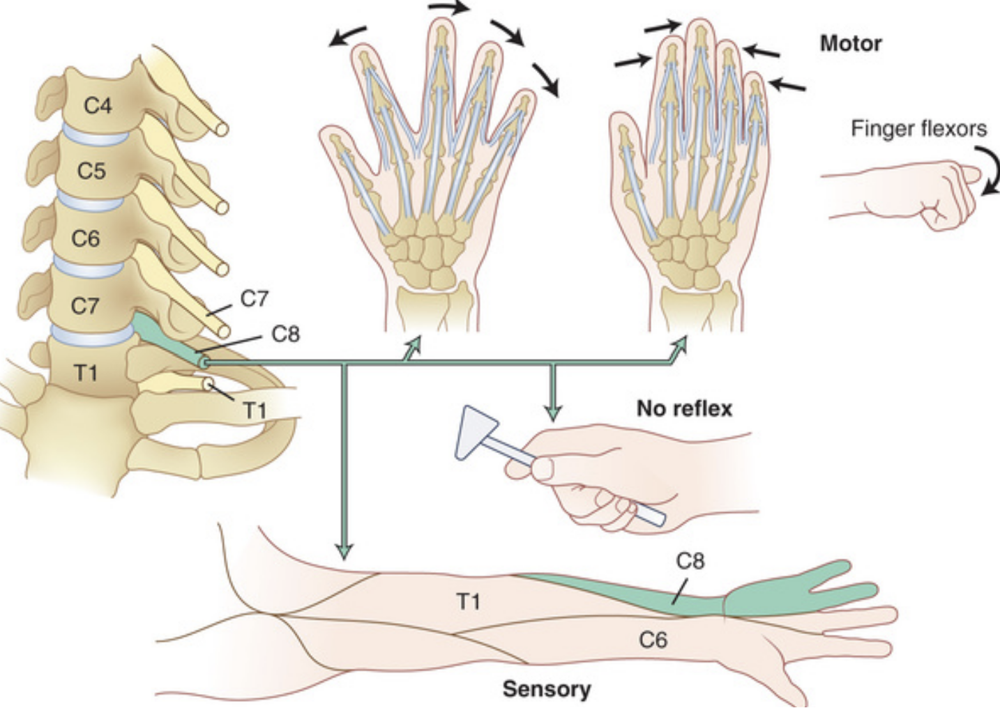 Motor
C4
Finger flexors
C5
C6
C7
C7
C8
T1
T1
No reflex
C8
T1
C6
Sensory